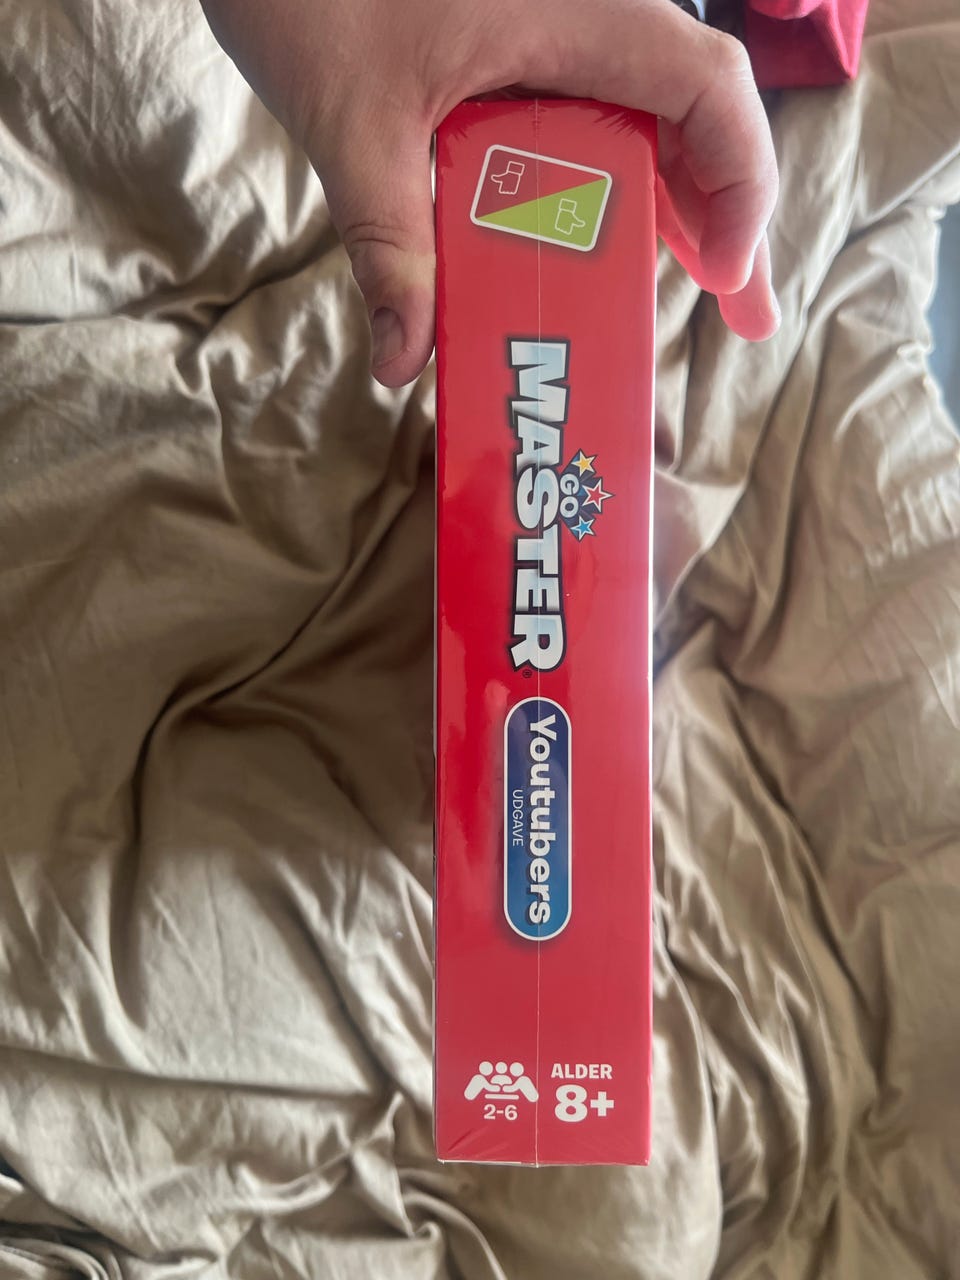 GO
MASTER®
Youtubers
UDGAVE
2-6
ALDER
8+